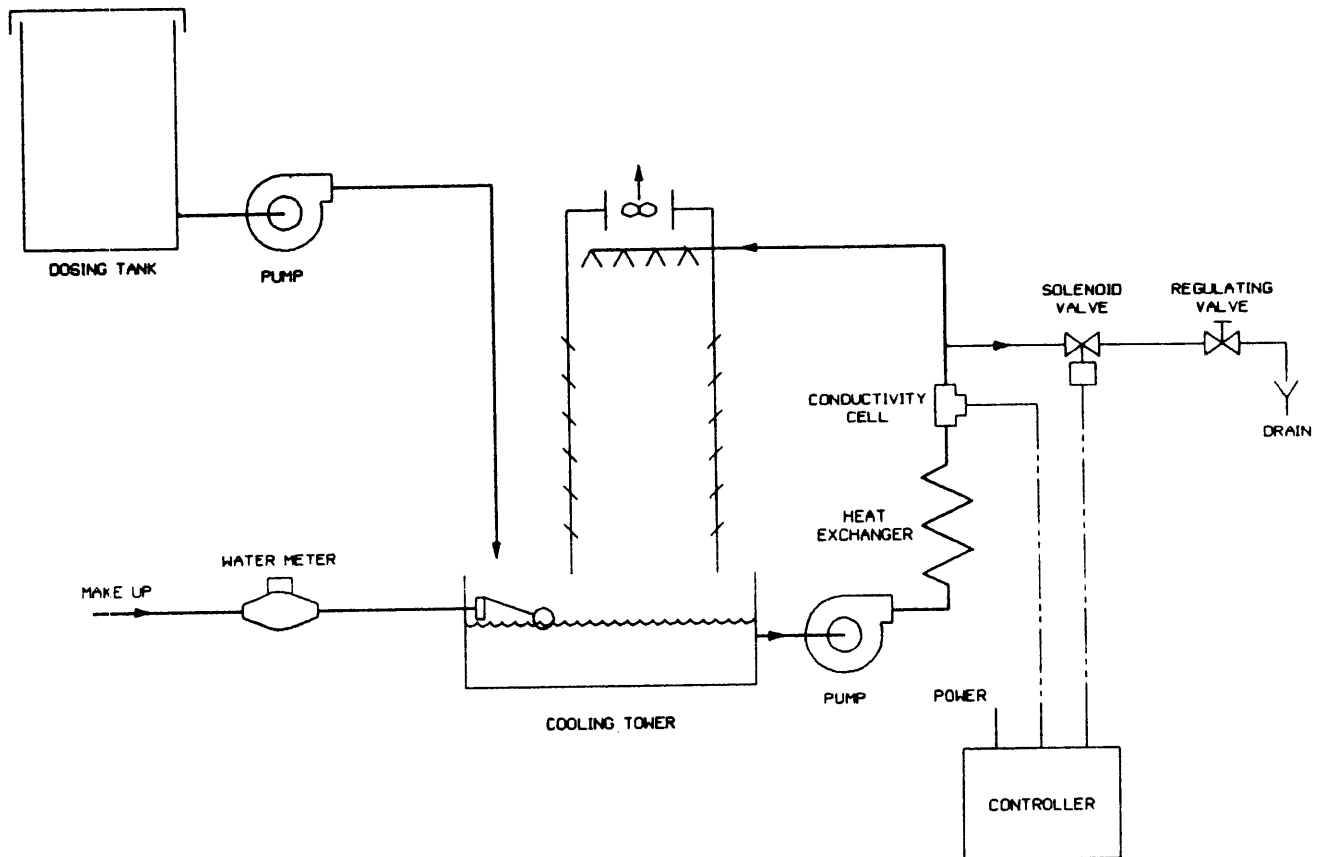 DOSING TANK
PUMP
SOLENOID
VALVE
REGULATING
VALVE
CONDUCTIVITY
CELL
DRAIN
HEAT
EXCHANGER
WATER METER
MAKE UP
PUMP
POWER
COOLING TOWER
CONTROLLER